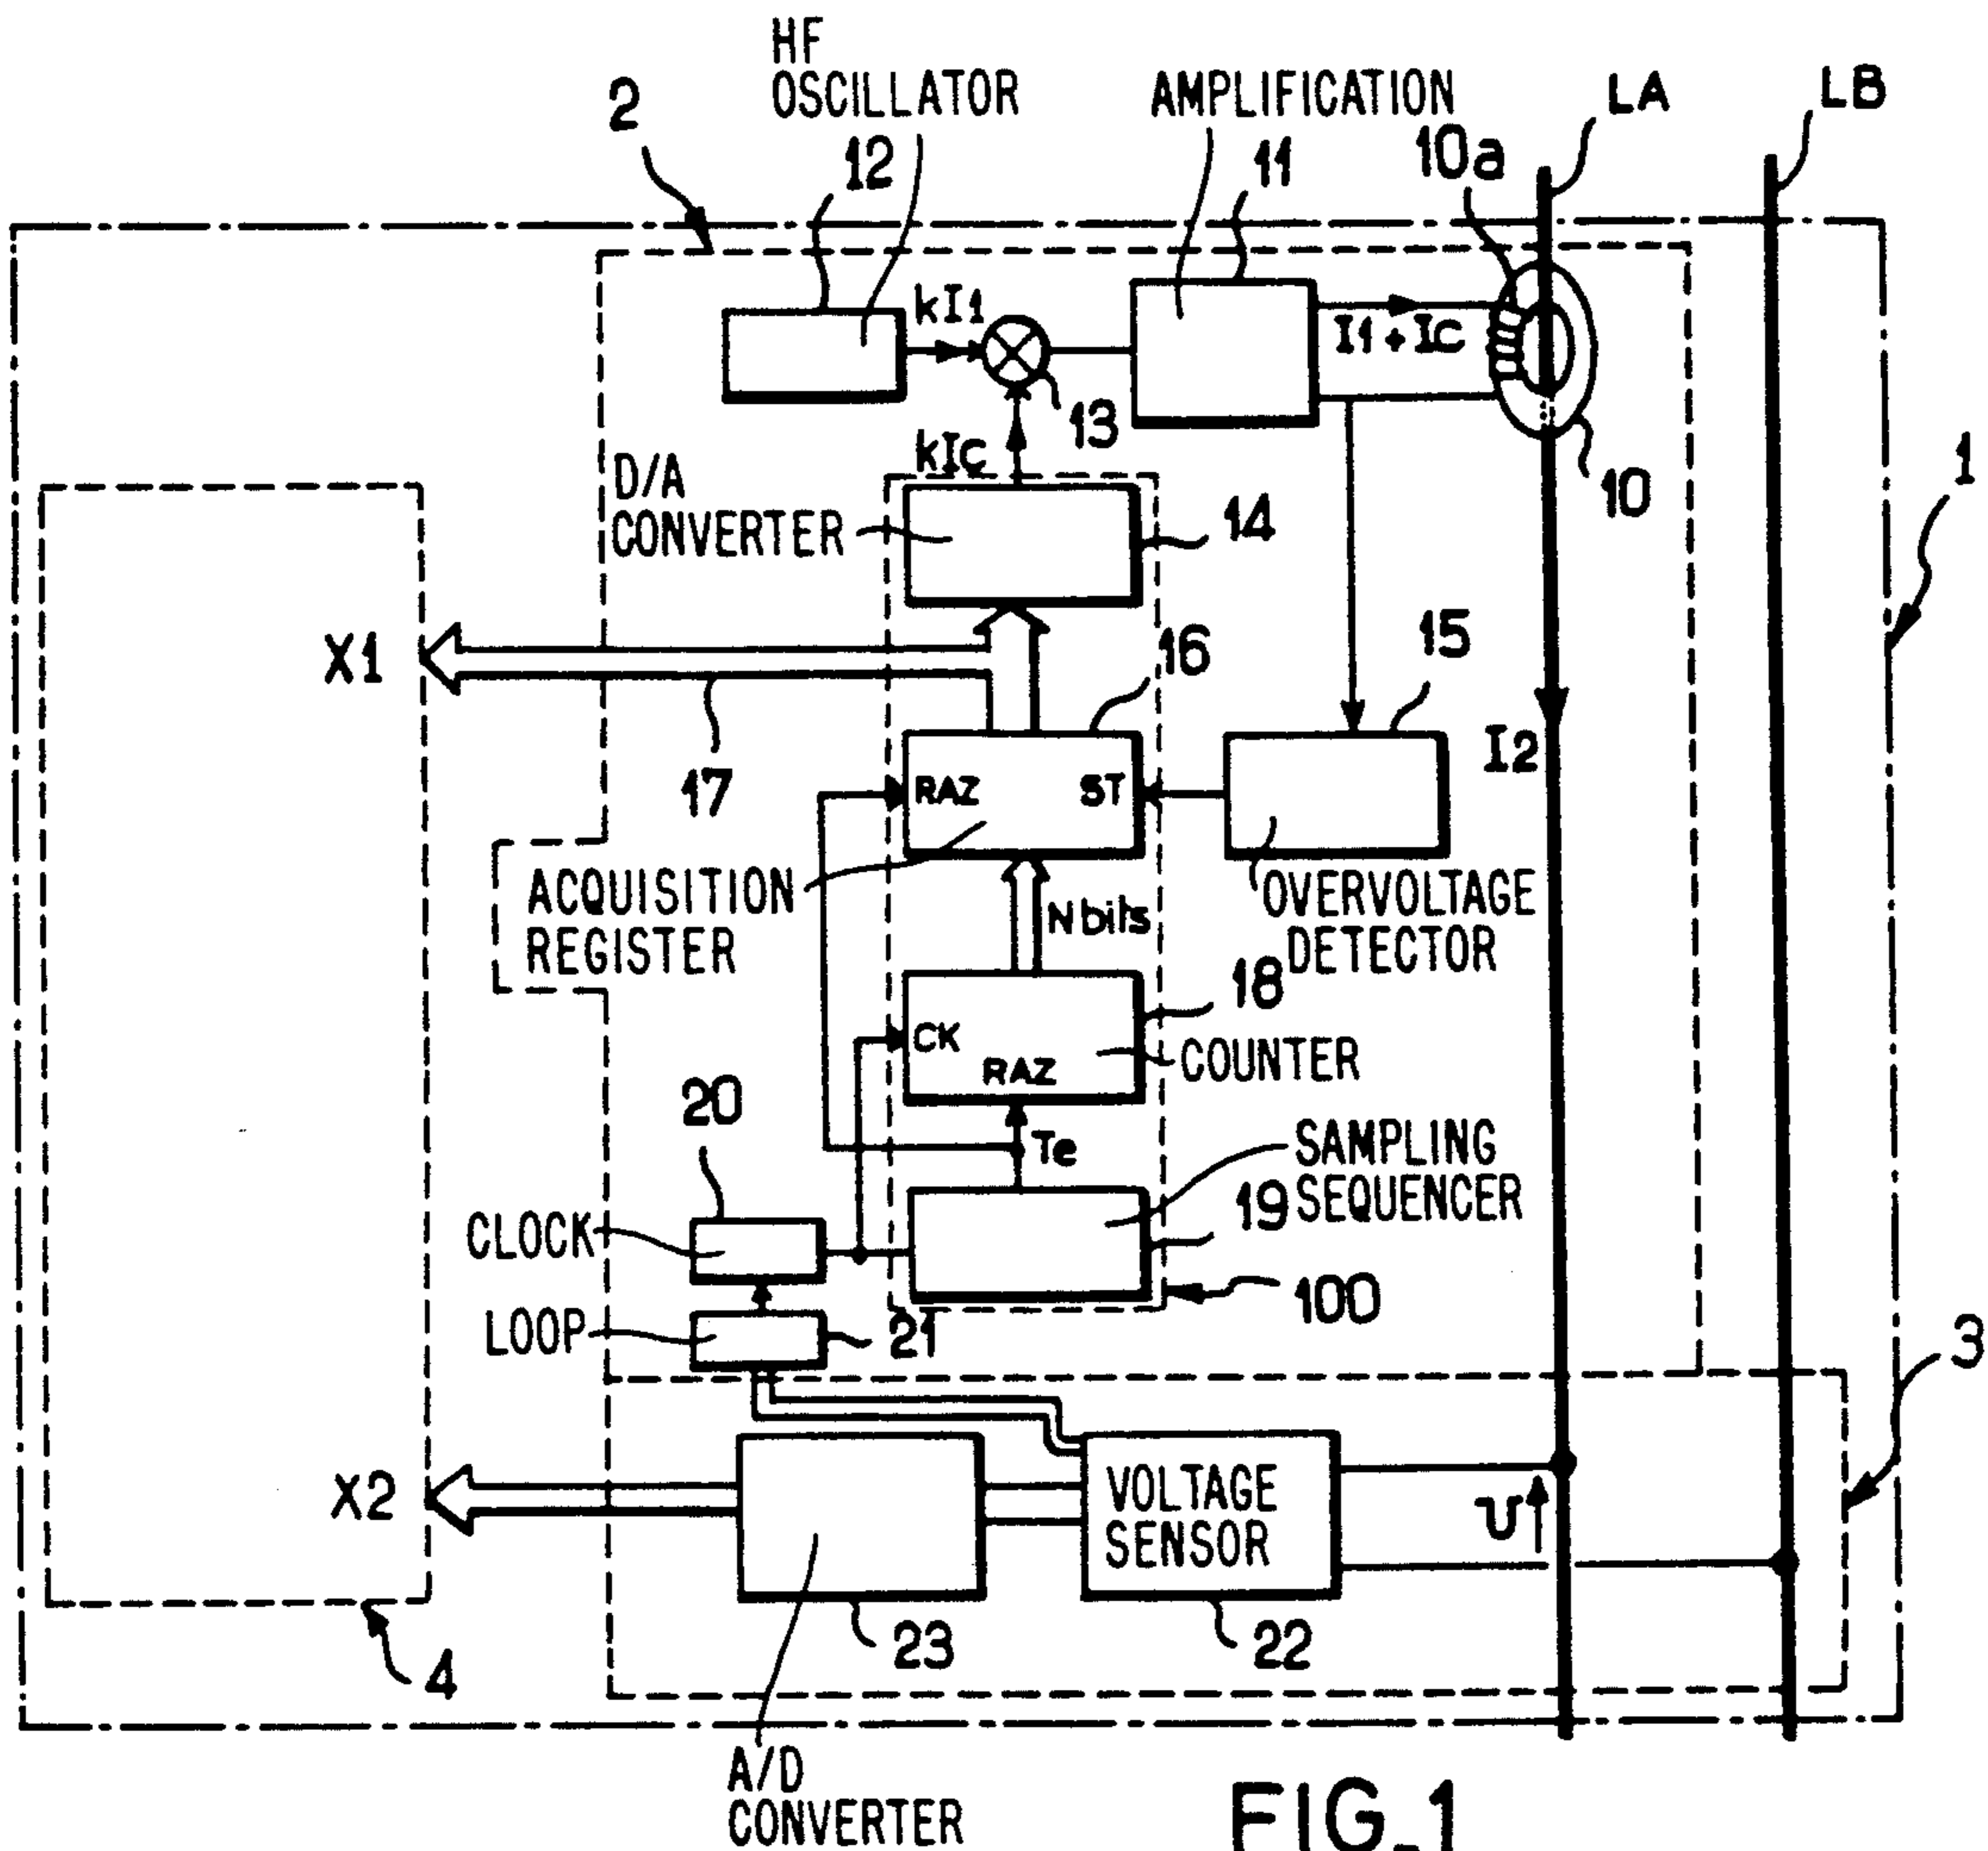 HF
OSCILLATOR
AMPLIFICATION
LA
LB
2
12
11
10a
kI1
I1+Ic
13
10
1
kIc
D/A
CONVERTER
14
X1
16
15
17
RAZ
ST
I2
ACQUISITION
REGISTER
N bits
OVERVOLTAGE
DETECTOR
18
CK
RAZ
COUNTER
20
Te
SAMPLING
SEQUENCER
19
CLOCK
100
LOOP
21
3
X2
VOLTAGE
SENSOR
U
4
23
22
A/D
CONVERTER
FIG_1